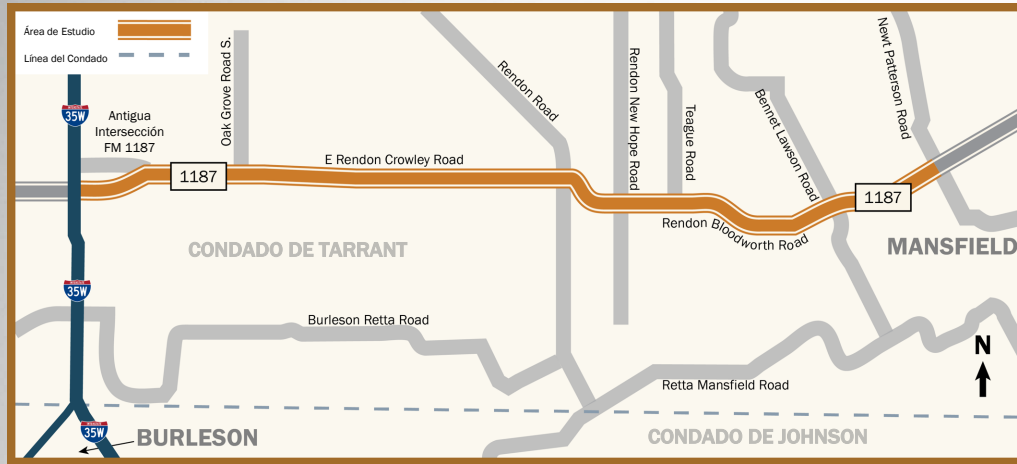 Área de Estudio
Línea del Condado
35W
Antigua
Intersección
FM 1187
Oak Grove Road S.
1187
E Rendon Crowley Road
Rendon Road
Rendon New Hope Road
Teague Road
Bennet Lawson Road
Newt Patterson Road
1187
Rendon Bloodworth Road
CONDADO DE TARRANT
MANSFIELD
35W
Burleson Retta Road
N
Retta Mansfield Road
35W
BURLESON
CONDADO DE JOHNSON